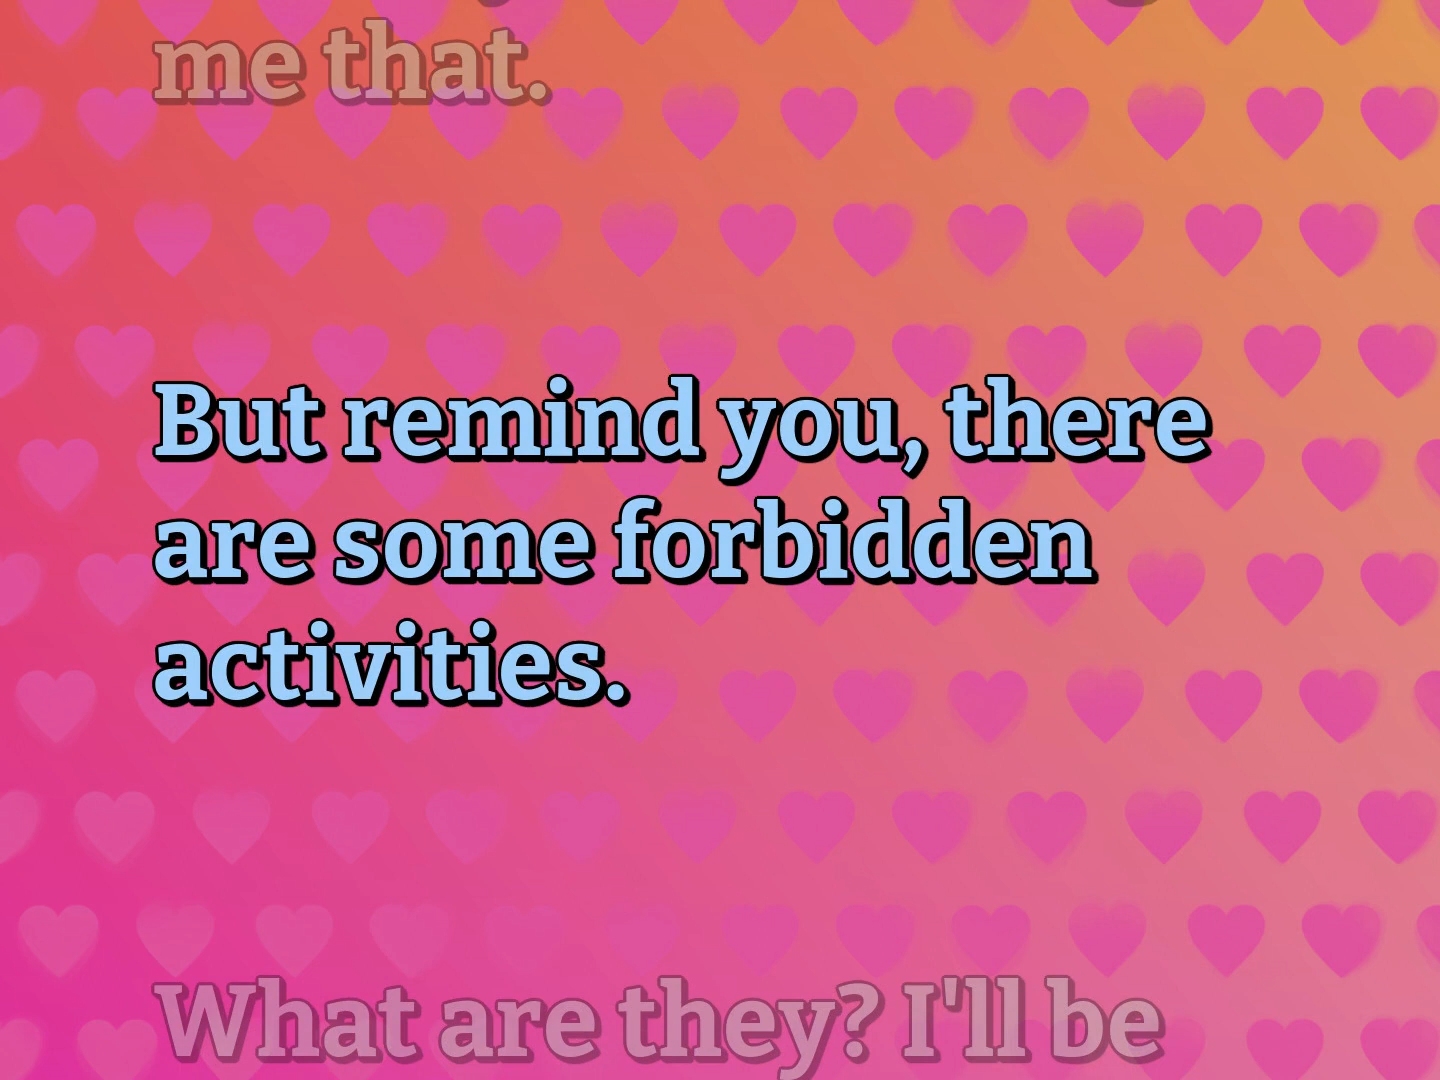 me that.
But remind you, there
are some forbidden
activities.
What are they? I'll be